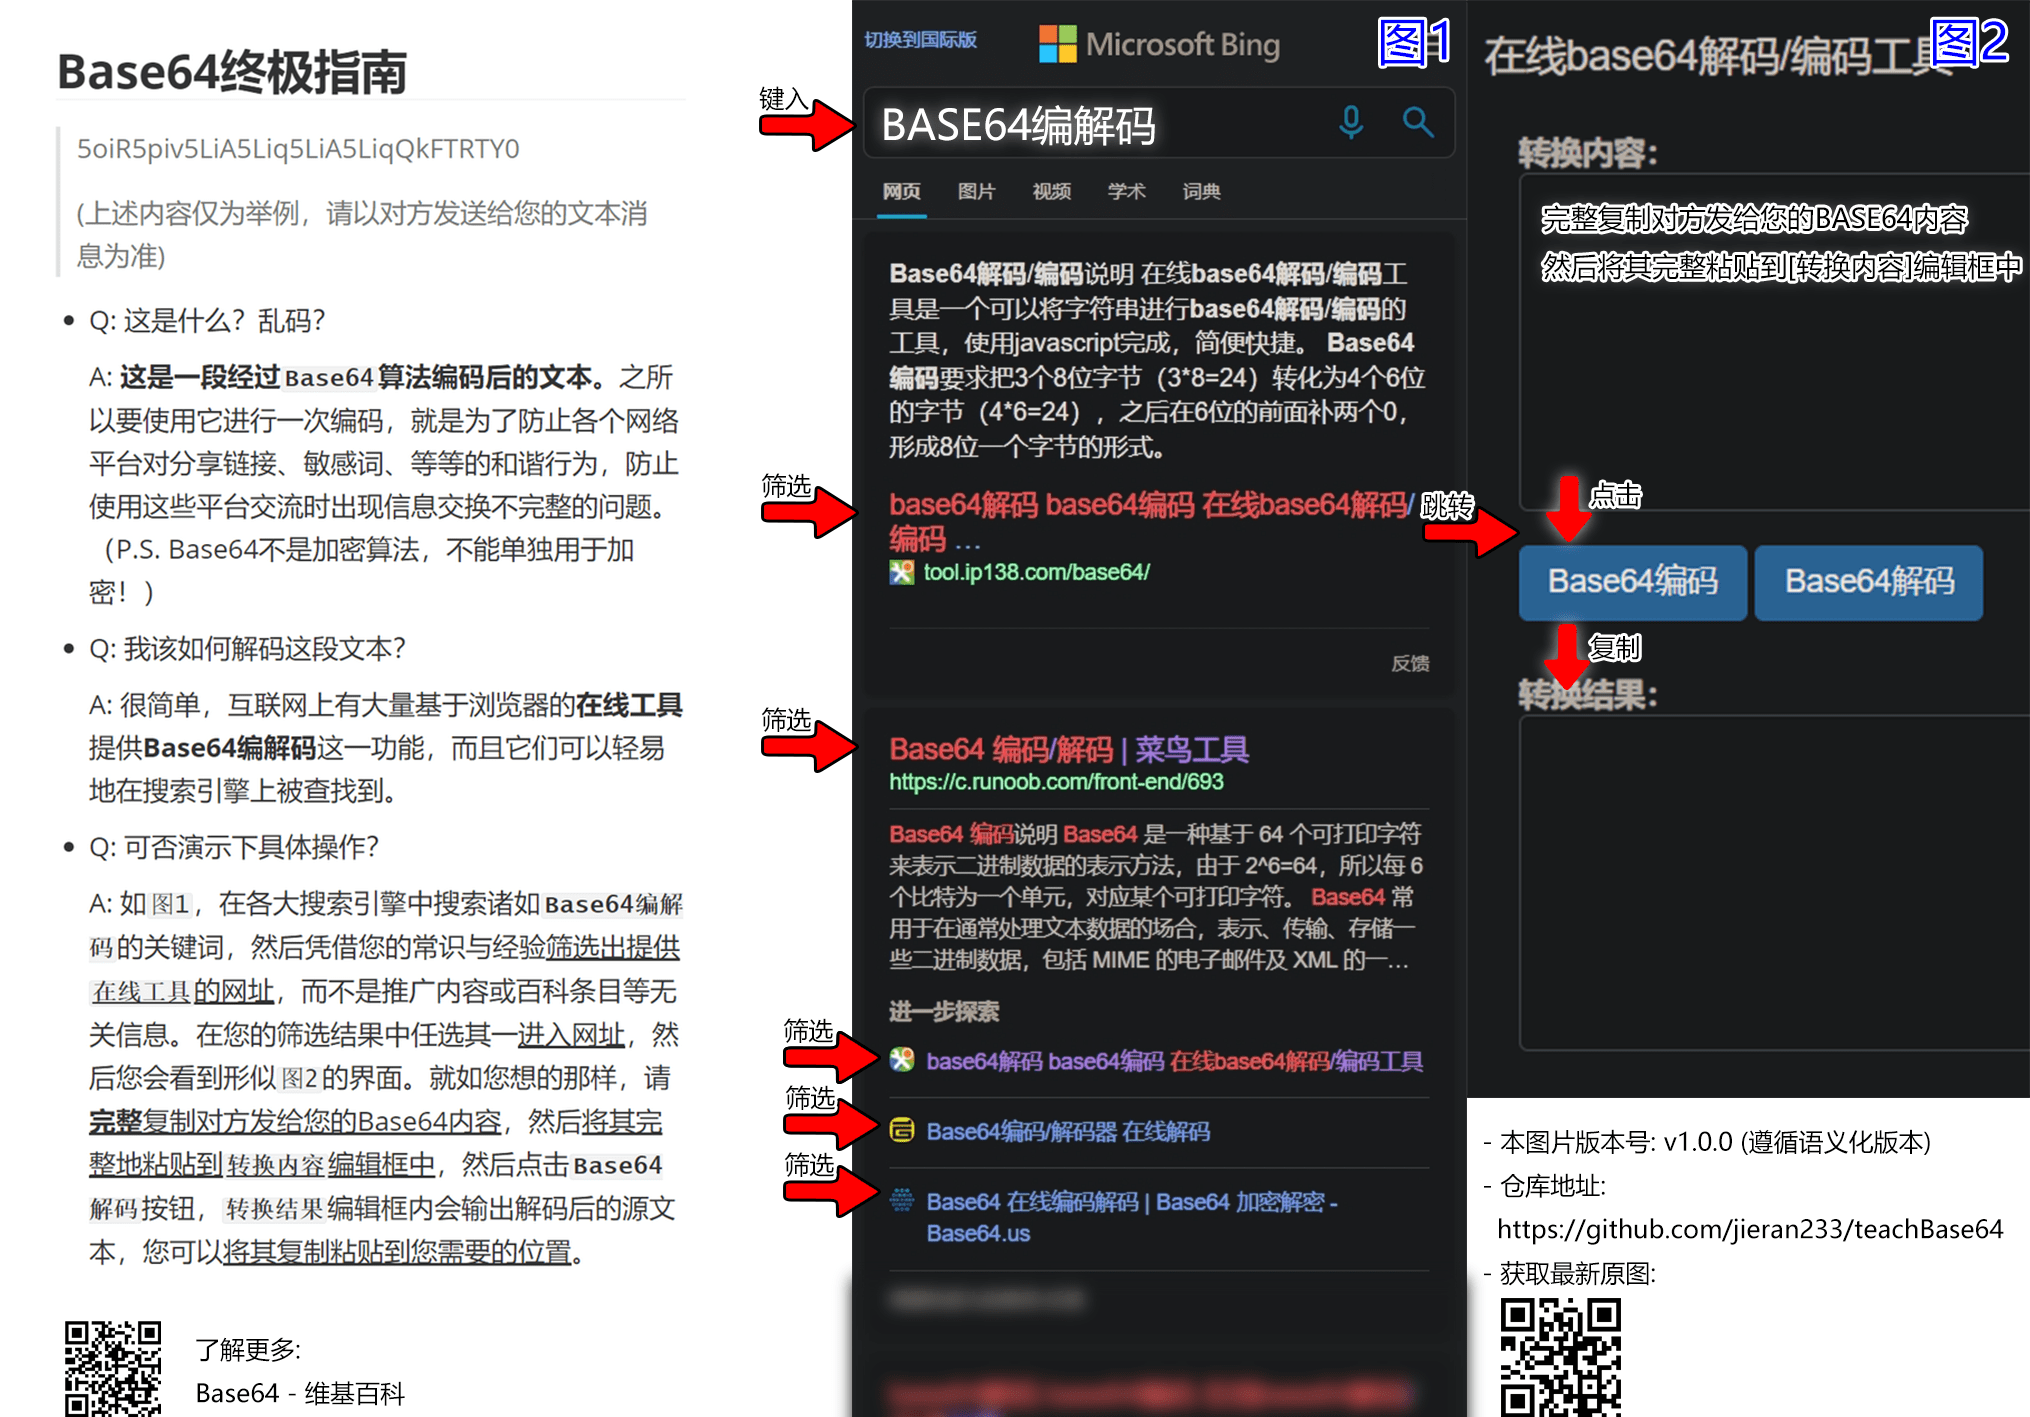 Base64终极指南
5oiR5piv5LiA5Liq5LiA5LiqQkFTRTY0
(上述内容仅为举例，请以对方发送给您的文本消
息为准)
Q: 这是什么？乱码？
A: 这是一段经过Base64算法编码后的文本。之所
以要使用它进行一次编码，就是为了防止各个网络
平台对分享链接、敏感词、等等的和谐行为，防止
使用这些平台交流时出现信息交换不完整的问题。
（P.S. Base64不是加密算法，不能单独用于加
密！）
Q: 我该如何解码这段文本？
A: 很简单，互联网上有大量基于浏览器的在线工具
提供Base64编解码这一功能，而且它们可以轻易
地在搜索引擎上被查找到。
Q: 可否演示下具体操作？
A: 如图1，在各大搜索引擎中搜索诸如Base64编解
码的关键词，然后凭借您的常识与经验筛选出提供
在线工具的网址，而不是推广内容或百科条目等无
关信息。在您的筛选结果中任选其一进入网址，然
后您会看到形似图2的界面。就如您想的那样，请
完整复制对方发给您的Base64内容，然后将其完
整地粘贴到转换内容编辑框中，然后点击Base64
解码按钮，转换结果编辑框内会输出解码后的源文
本，您可以将其复制粘贴到您需要的位置。
了解更多:
Base64 - 维基百科
切换到国际版
Microsoft Bing
图1
键入
BASE64编解码
网页 图片 视频 学术 词典
Base64解码/编码说明 在线base64解码/编码工
具是一个可以将字符串进行base64解码/编码的
工具，使用javascript完成，简便快捷。 Base64
编码要求把3个8位字节（3*8=24）转化为4个6位
的字节（4*6=24），之后在6位的前面补两个0，
形成8位一个字节的形式。
筛选
base64解码 base64编码 在线base64解码/
编码 ...
tool.ip138.com/base64/
反馈
筛选
Base64 编码/解码 | 菜鸟工具
https://c.runoob.com/front-end/693
Base64 编码说明 Base64 是一种基于 64 个可打印字符
来表示二进制数据的表示方法，由于 2^6=64，所以每 6
个比特为一个单元，对应某个可打印字符。 Base64 常
用于在通常处理文本数据的场合，表示、传输、存储一
些二进制数据，包括 MIME 的电子邮件及 XML 的一...
进一步探索
筛选
base64解码 base64编码 在线base64解码/编码工具
筛选
Base64编码/解码器 在线解码
筛选
Base64 在线编码解码 | Base64 加密解密 -
Base64.us
在线base64解码/编码工具
图2
转换内容：
完整复制对方发给您的BASE64内容
然后将其完整粘贴到[转换内容]编辑框中
跳转
点击
Base64编码 Base64解码
复制
转换结果：
- 本图片版本号: v1.0.0 (遵循语义化版本)
- 仓库地址:
https://github.com/jieran233/teachBase64
- 获取最新原图: